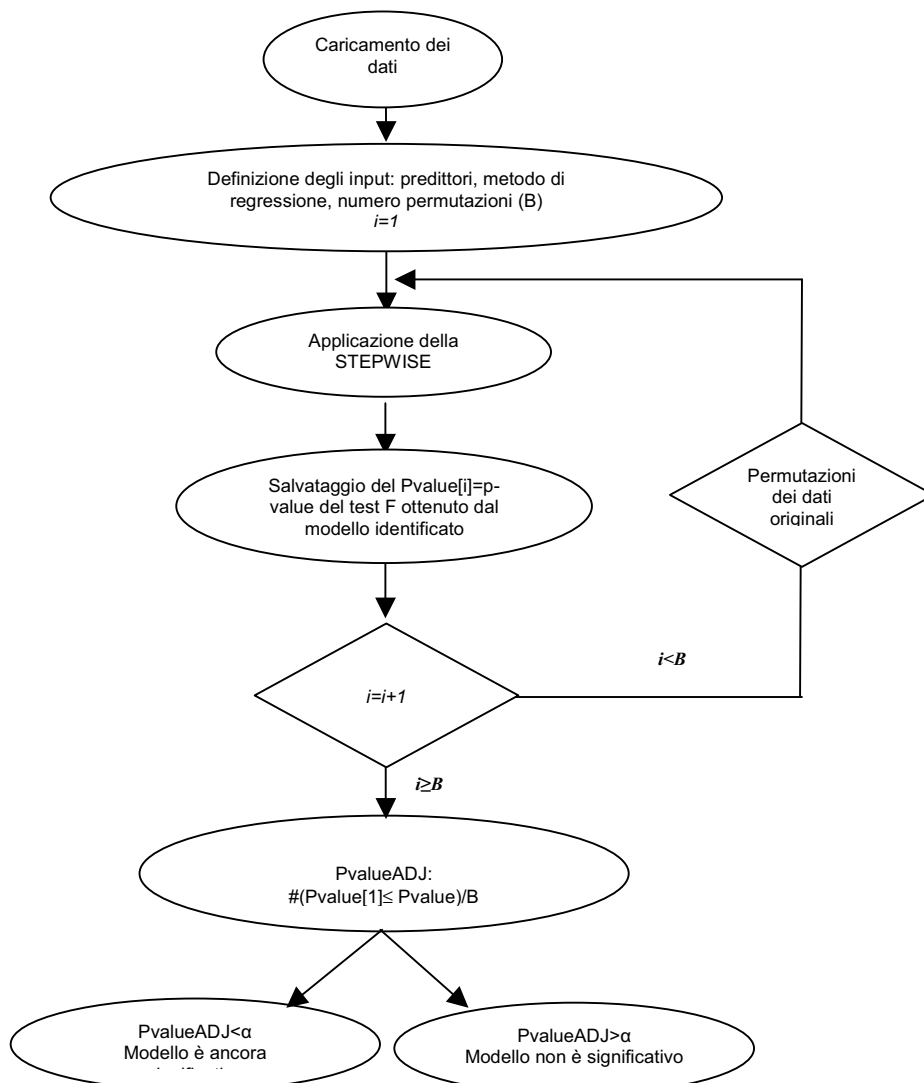 Caricamento dei
dati
Definizione degli input: predittori, metodo di
regressione, numero permutazioni (B)
i=1
Applicazione della
STEPWISE
Salvataggio del Pvalue[i]=p-
value del test F ottenuto dal
modello identificato
Permutazioni
dei dati
originali
i<B
i=i+1
i≥B
PvalueADJ:
#(Pvalue[1]≤ Pvalue)/B
PvalueADJ<α
Modello è ancora
PvalueADJ>α
Modello non è significativo